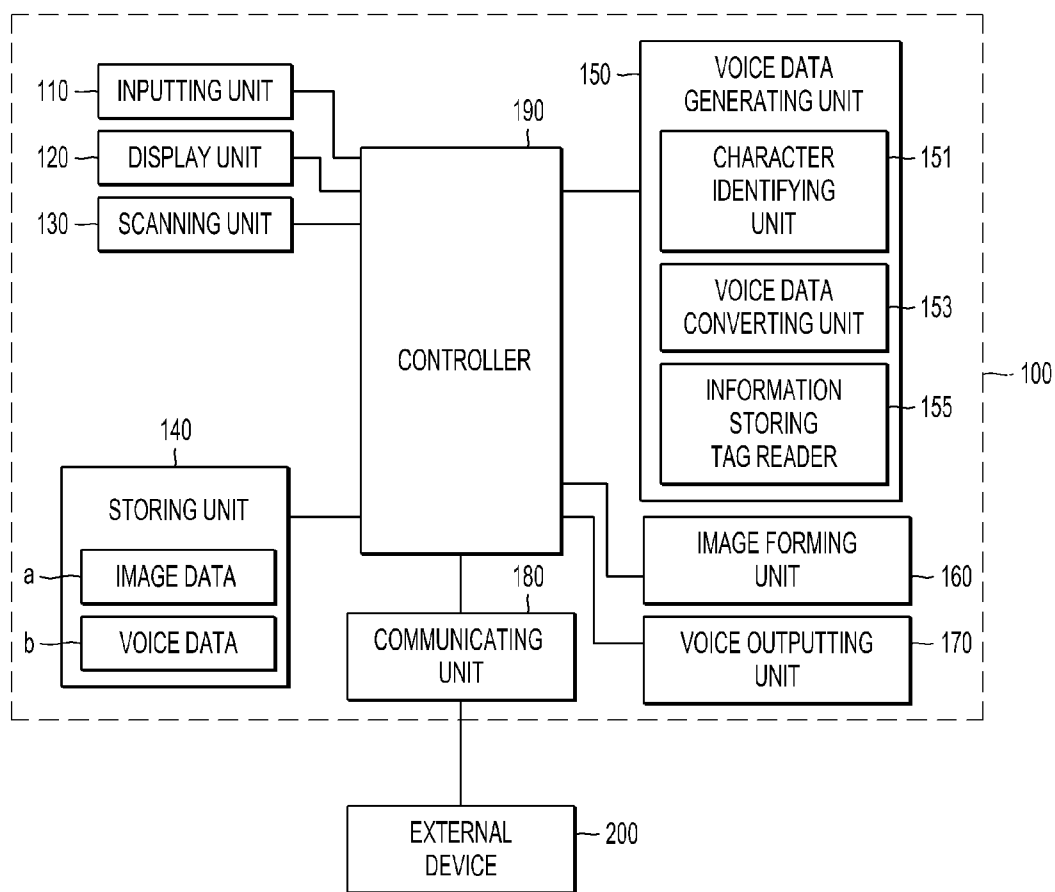 110
INPUTTING UNIT
120
DISPLAY UNIT
130
SCANNING UNIT
190
CONTROLLER
150
VOICE DATA
GENERATING UNIT
CHARACTER
IDENTIFYING
UNIT
151
VOICE DATA
CONVERTING UNIT
153
INFORMATION
STORING
TAG READER
155
100
140
STORING UNIT
a
IMAGE DATA
b
VOICE DATA
180
COMMUNICATING
UNIT
IMAGE FORMING
UNIT
160
VOICE OUTPUTTING
UNIT
170
EXTERNAL
DEVICE
200